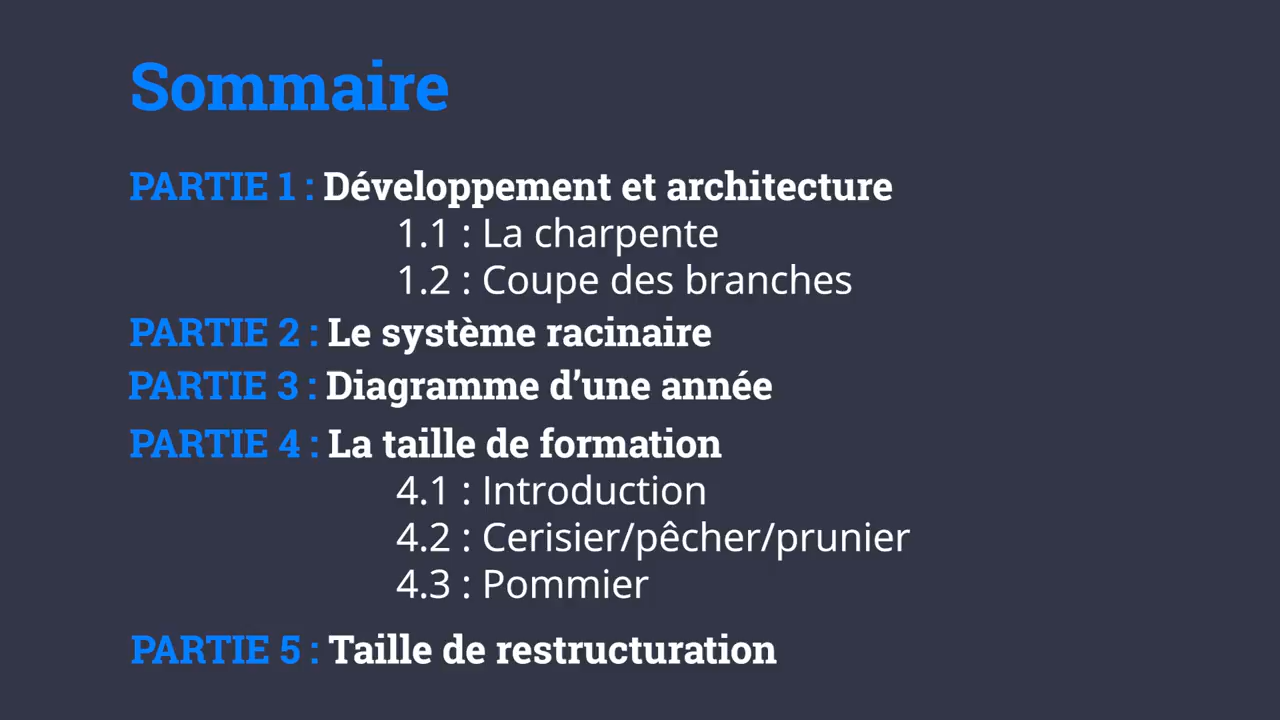 Sommaire
PARTIE 1 : Développement et architecture
1.1 : La charpente
1.2 : Coupe des branches
PARTIE 2 : Le système racinaire
PARTIE 3 : Diagramme d’une année
PARTIE 4 : La taille de formation
4.1 : Introduction
4.2 : Cerisier/pêcher/prunier
4.3 : Pommier
PARTIE 5 : Taille de restructuration